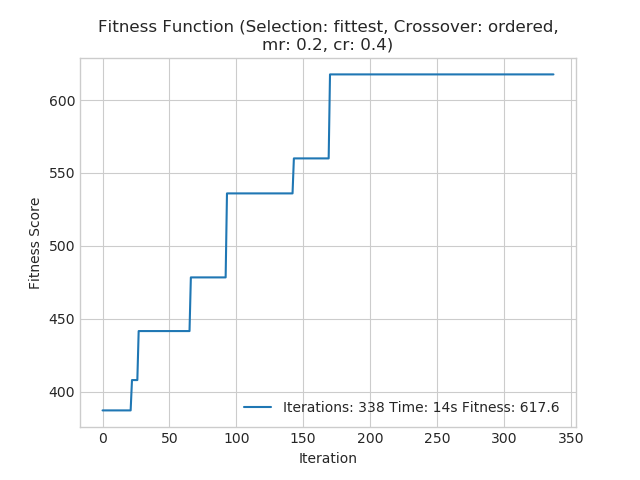 Fitness Function (Selection: fittest, Crossover: ordered,
mr: 0.2, cr: 0.4)
Fitness Score
600
550
500
450
400
Iterations: 338 Time: 14s Fitness: 617.6
0 50 100 150 200 250 300 350
Iteration